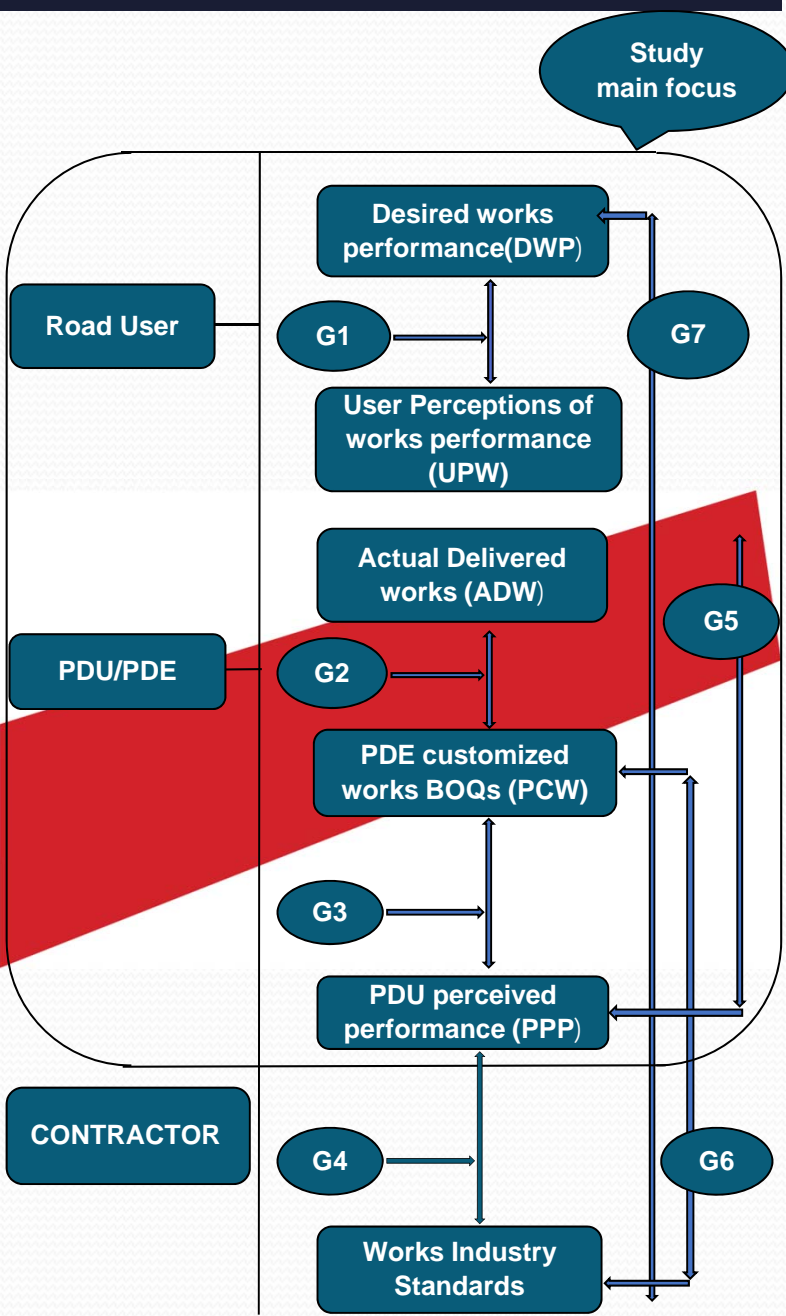 Study
main focus
Desired works
performance(DWP)
Road User
G1
G7
User Perceptions of
works performance
(UPW)
Actual Delivered
works (ADW)
G5
PDU/PDE
G2
PDE customized
works BOQs (PCW)
G3
PDU perceived
performance (PPP)
CONTRACTOR
G4
G6
Works Industry
Standards